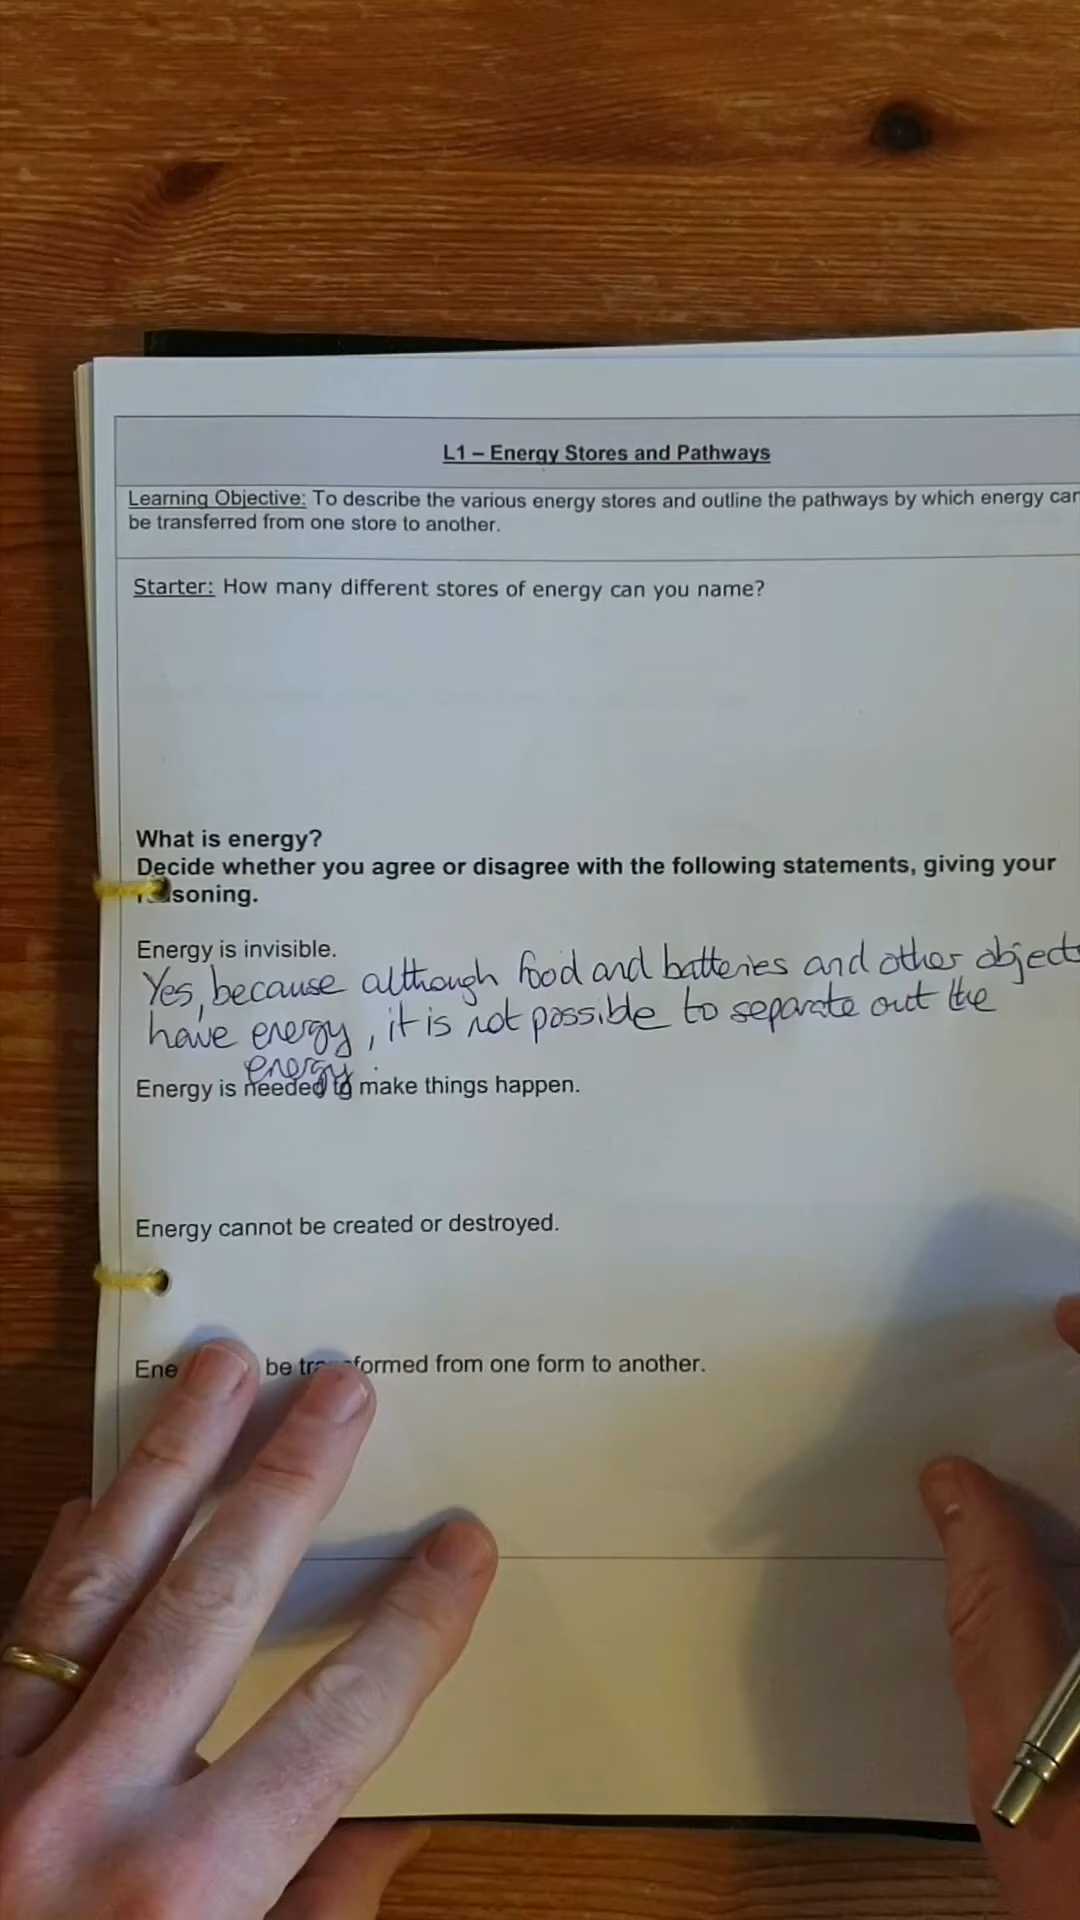 L1 – Energy Stores and Pathways
Learning Objective: To describe the various energy stores and outline the pathways by which energy can
be transferred from one store to another.
Starter: How many different stores of energy can you name?
What is energy?
Decide whether you agree or disagree with the following statements, giving your
soning.
Energy is invisible.
Yes, because although food and batteries and other objects
have energy, it is not possible to separate out the
energy.
Energy is needed to make things happen.
Energy cannot be created or destroyed.
Ene be transformed from one form to another.